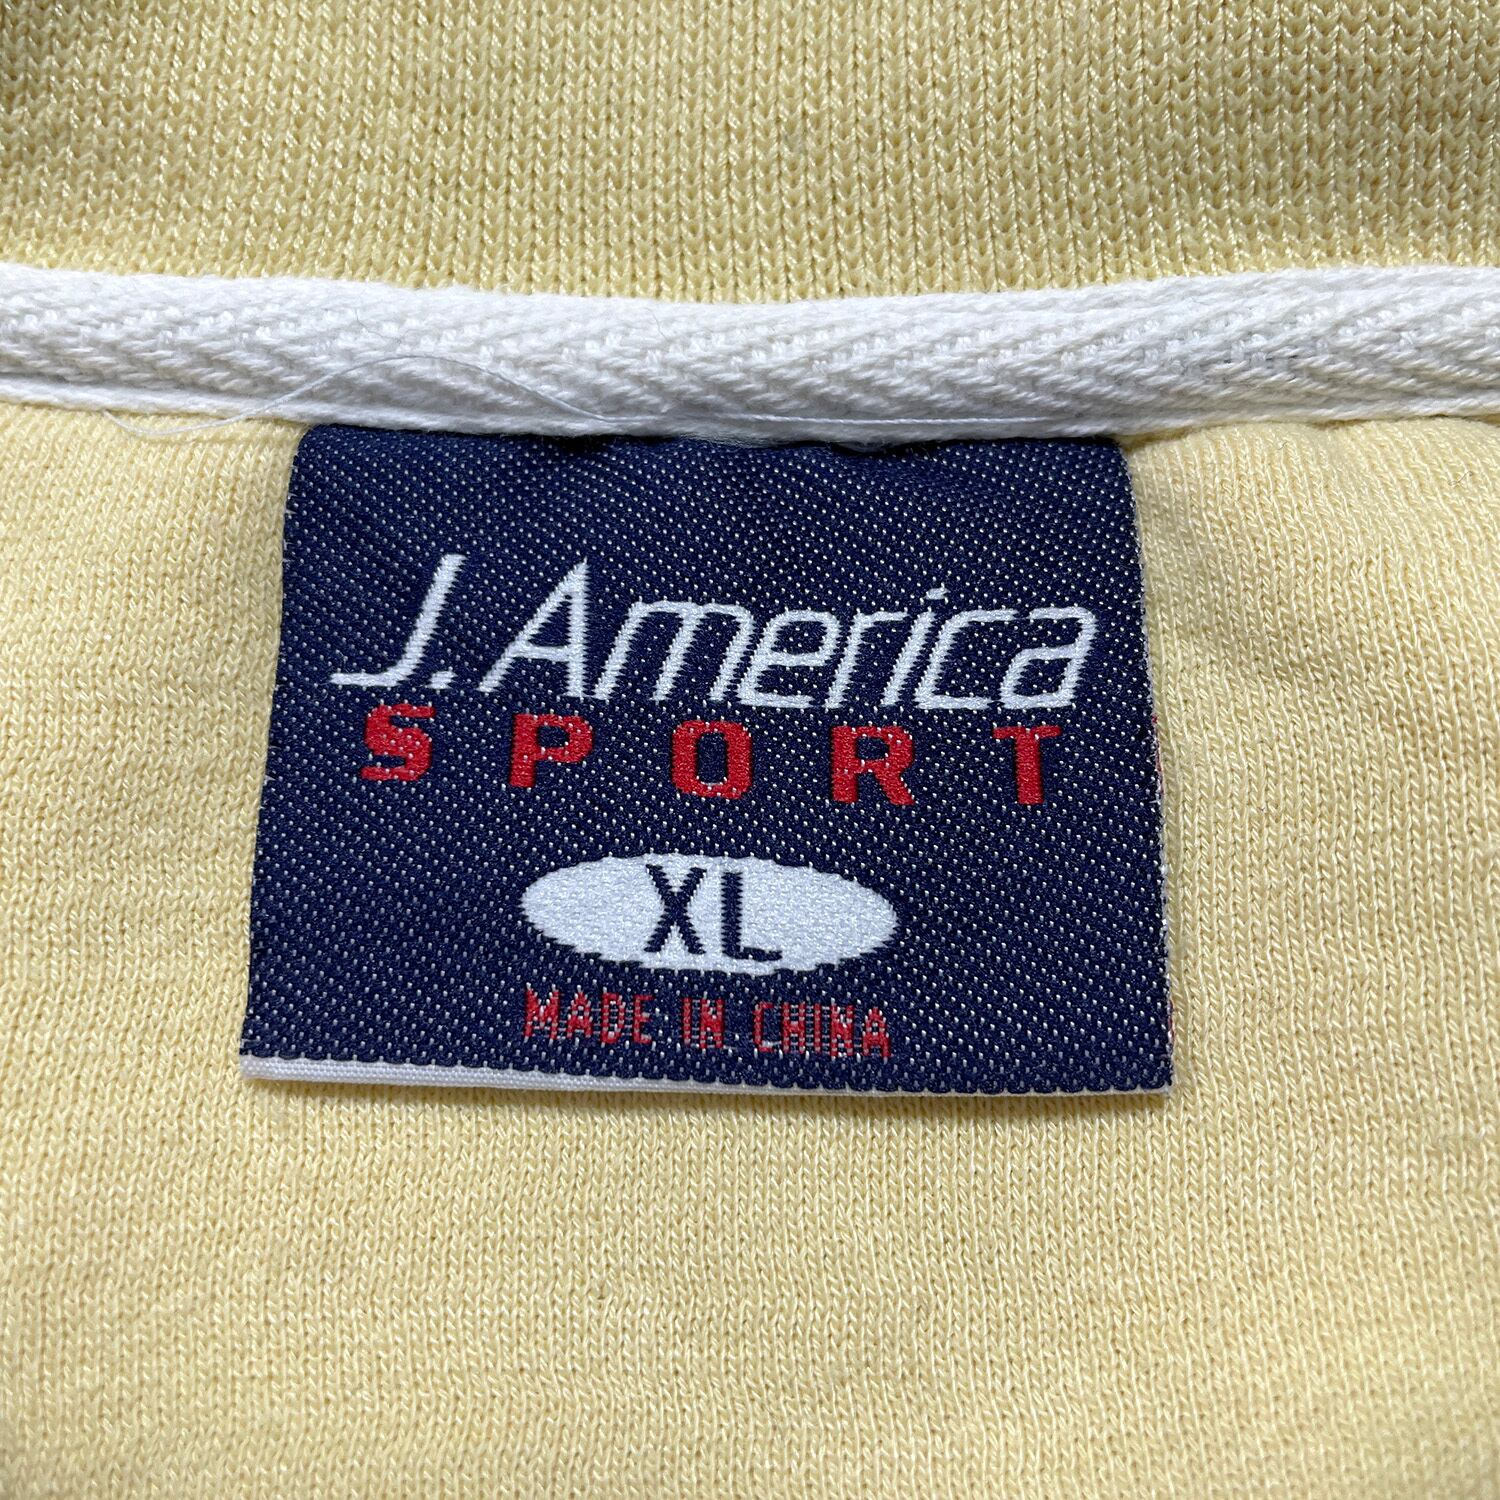 J. America
SPORT
XL
MADE IN CHINA